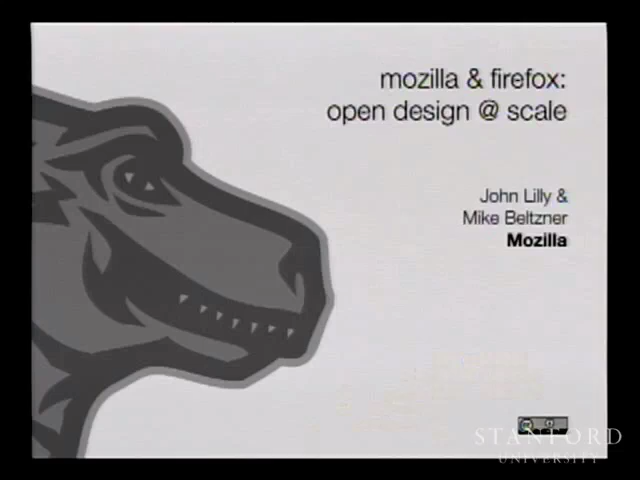 mozilla & firefox:
open design @ scale
John Lilly &
Mike Beltzner
Mozilla
STANFORD
UNIVERSITY